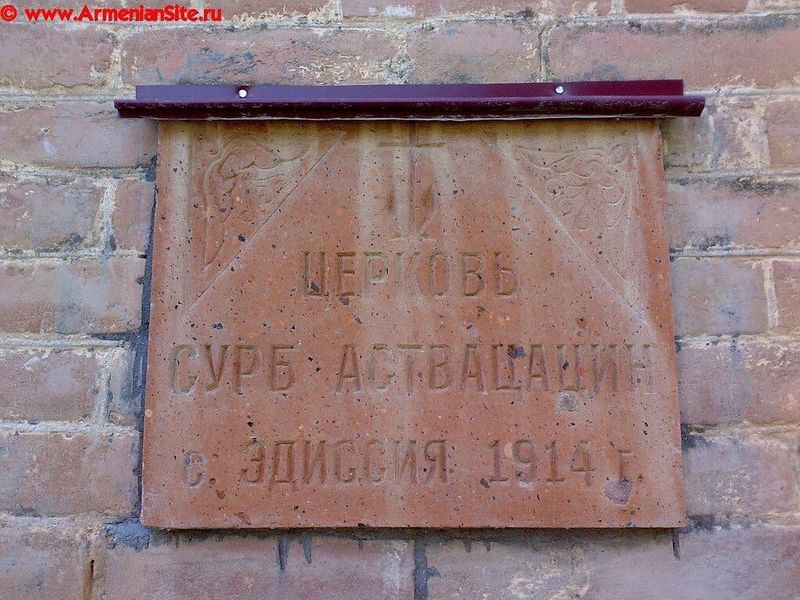 © www.ArmenianSite.ru
ЦЕРКОВЬ
СУРБ АСТВАЦАЦИН
с. ЭДИССИЯ 1914 г.